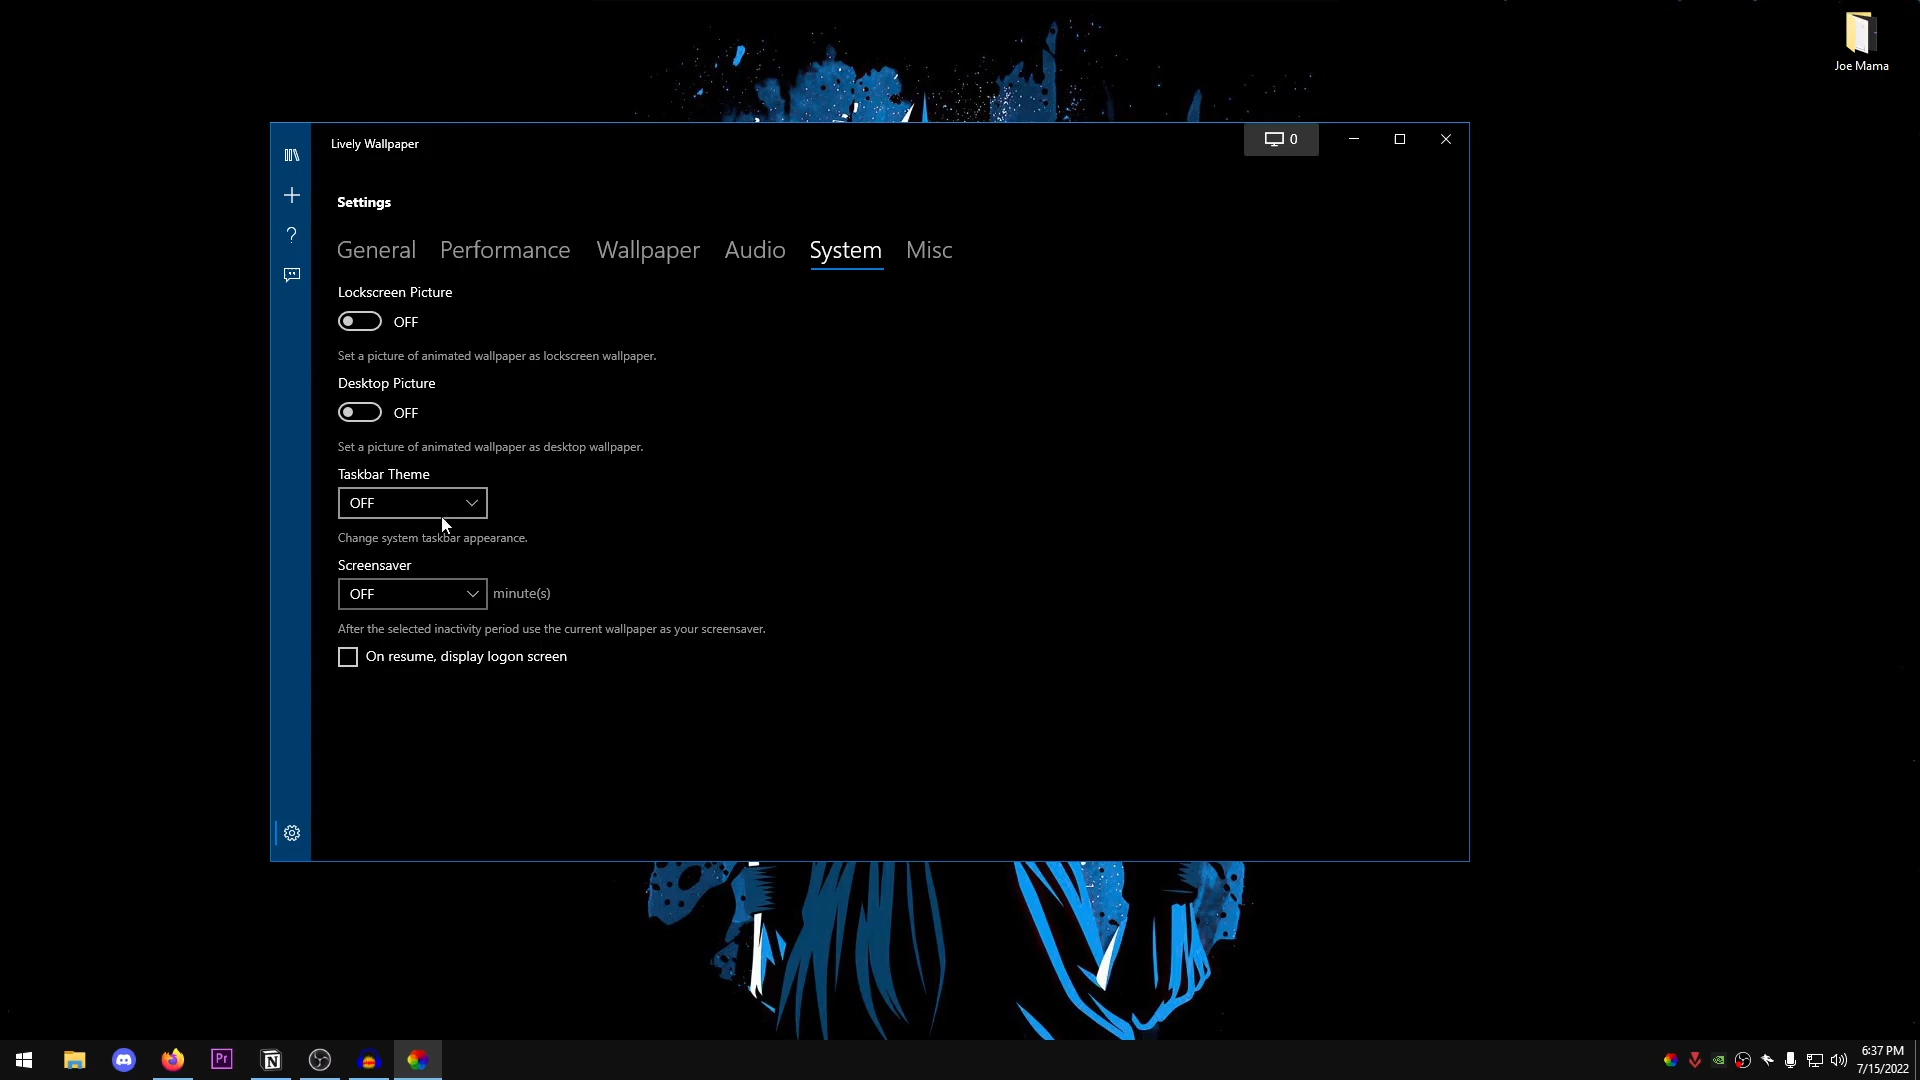 Joe Mama
Lively Wallpaper
0
Settings
General Performance Wallpaper Audio System Misc
Lockscreen Picture
OFF
Set a picture of animated wallpaper as lockscreen wallpaper.
Desktop Picture
OFF
Set a picture of animated wallpaper as desktop wallpaper.
Taskbar Theme
OFF
Change system taskbar appearance.
Screensaver
OFF minute(s)
After the selected inactivity period use the current wallpaper as your screensaver.
On resume, display logon screen
Pr
6:37 PM
7/15/2022